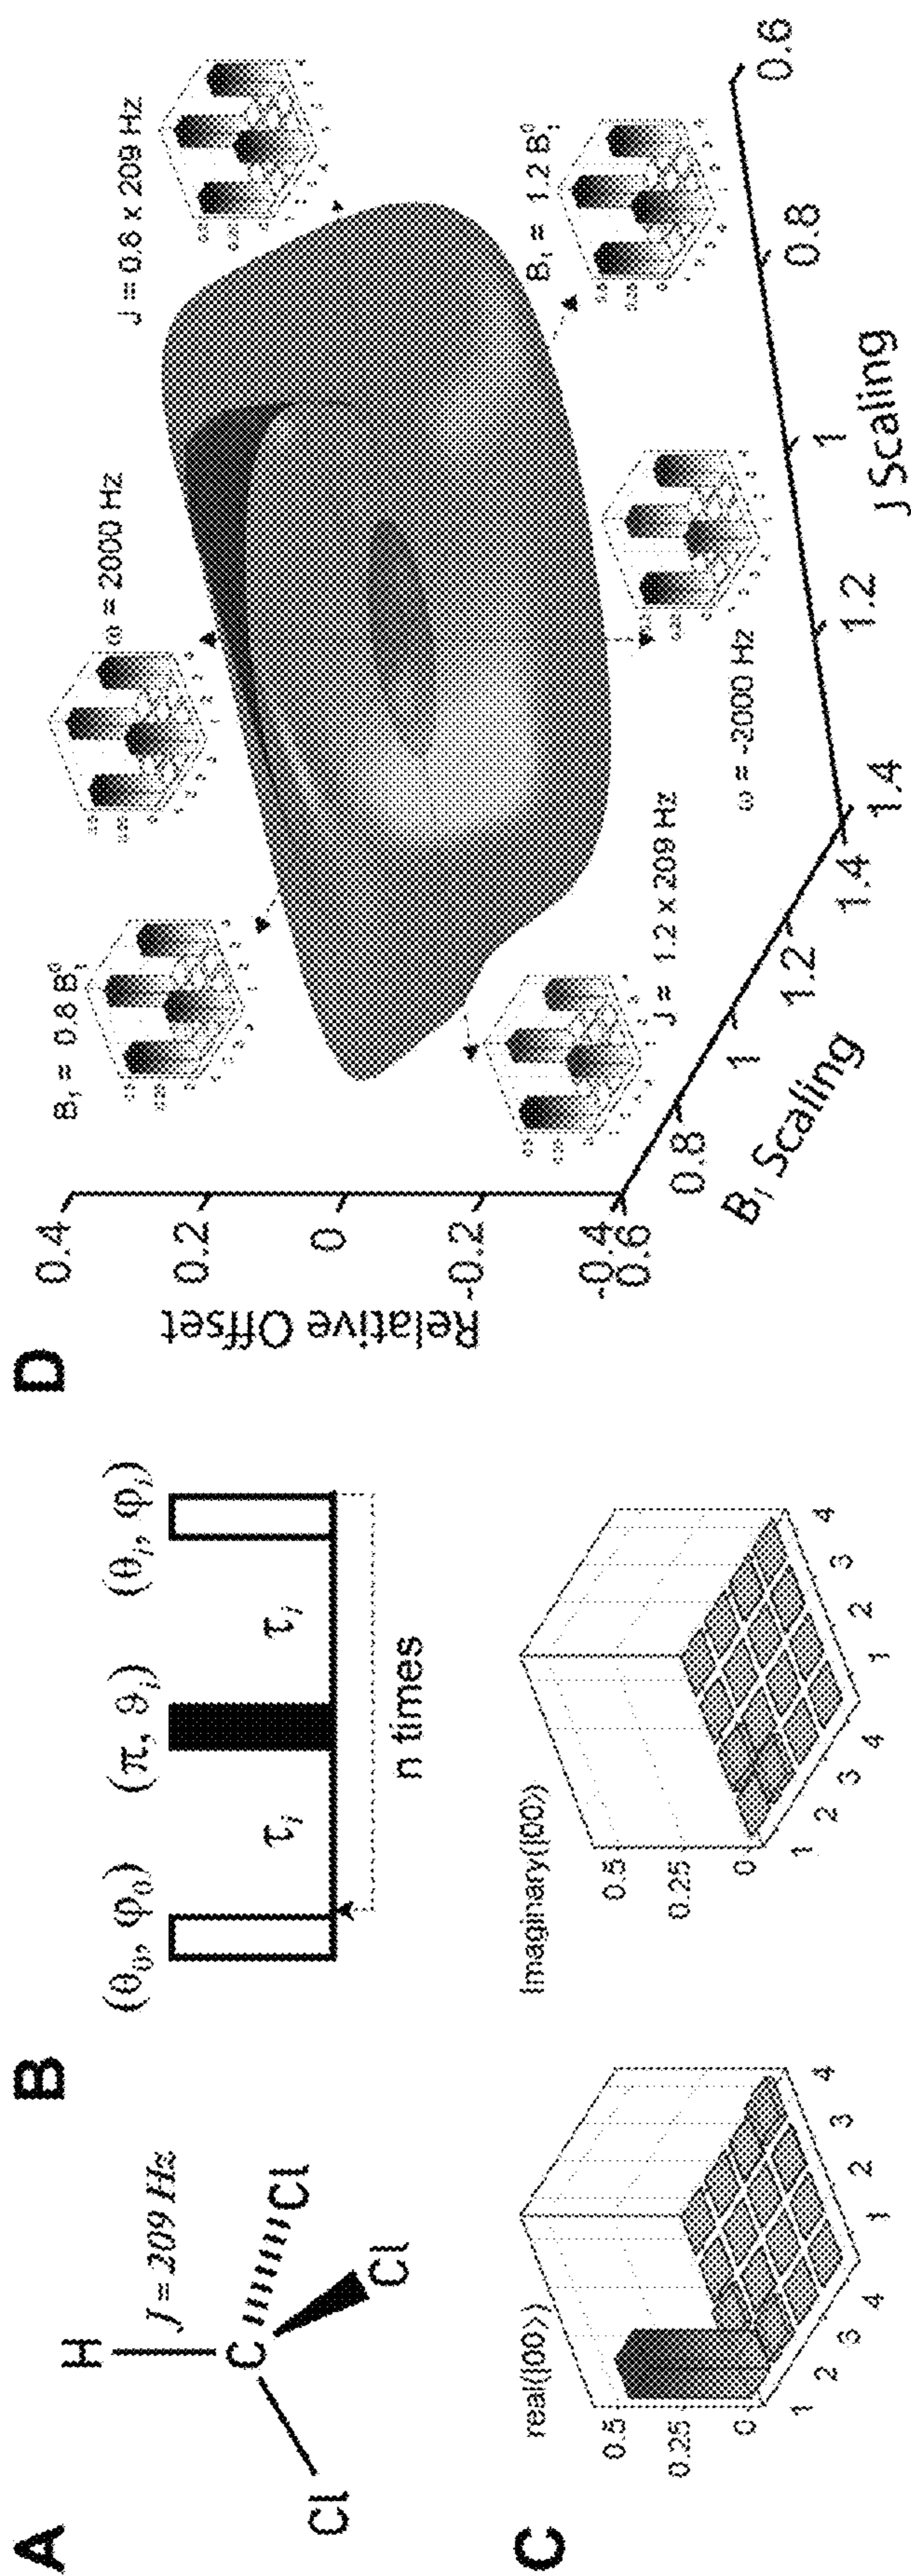 A
H
J = 209 Hz
C
Cl
Cl
Cl
B
(θ₀, φ₀)
(π, ϑᵢ)
(θᵢ, φᵢ)
τᵢ
τᵢ
n times
C
real(|00⟩)
0.5
0.25
0
1
2
3
4
1
2
3
4
Imaginary(|00⟩)
0.5
0.25
0
1
2
3
4
1
2
3
4
D
B₁ = 0.8 B₁⁰
ω = 2000 Hz
J = 0.8 x 209 Hz
B₁ = 1.2 B₁⁰
J = 1.2 x 209 Hz
ω = -2000 Hz
Relative Offset
0.4
0.2
0
-0.2
-0.4
0.6
0.8
1
1.2
1.4
B₁ Scaling
1.4
1.2
1
0.8
0.6
J Scaling